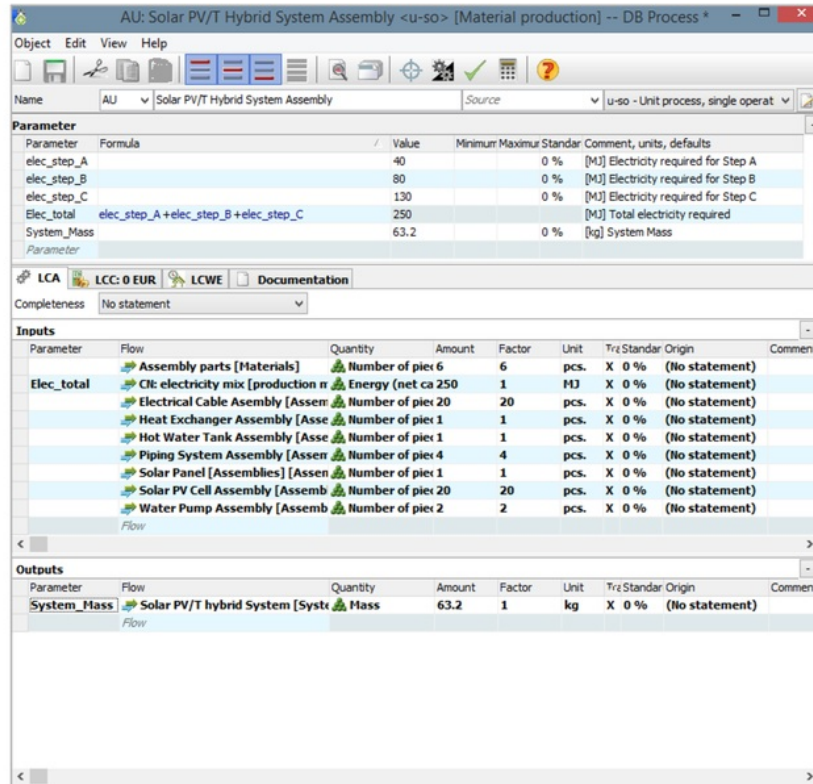 AU: Solar PV/T Hybrid System Assembly <u-so> [Material production] -- DB Process *
Object Edit View Help
Name AU Solar PV/T Hybrid System Assembly Source u-so - Unit process, single operat
Parameter
Parameter Formula Value Minimum Maximur Standar Comment, units, defaults
elec_step_A 40 0 % [MJ] Electricity required for Step A
elec_step_B 80 0 % [MJ] Electricity required for Step B
elec_step_C 130 0 % [MJ] Electricity required for Step C
Elec_total elec_step_A+elec_step_B+elec_step_C 250 [MJ] Total electricity required
System_Mass 63.2 0 % [kg] System Mass
Parameter
LCA LCC: 0 EUR LCWE Documentation
Completeness No statement
Inputs
Parameter Flow Quantity Amount Factor Unit Tra Standar Origin Commen
Assembly parts [Materials] Number of piec 6 6 pcs. X 0 % (No statement)
Elec_total CN: electricity mix [production m Energy (net ca 250 1 MJ X 0 % (No statement)
Electrical Cable Asembly [Assem Number of piec 20 20 pcs. X 0 % (No statement)
Heat Exchanger Assembly [Asse Number of piec 1 1 pcs. X 0 % (No statement)
Hot Water Tank Assembly [Asse Number of piec 1 1 pcs. X 0 % (No statement)
Piping System Assembly [Assem Number of piec 4 4 pcs. X 0 % (No statement)
Solar Panel [Assemblies] [Assem Number of piec 1 1 pcs. X 0 % (No statement)
Solar PV Cell Assembly [Assemb Number of piec 20 20 pcs. X 0 % (No statement)
Water Pump Assembly [Assemb Number of piec 2 2 pcs. X 0 % (No statement)
Flow
Outputs
Parameter Flow Quantity Amount Factor Unit Tra Standar Origin Commen
System_Mass Solar PV/T hybrid System [Syste Mass 63.2 1 kg X 0 % (No statement)
Flow